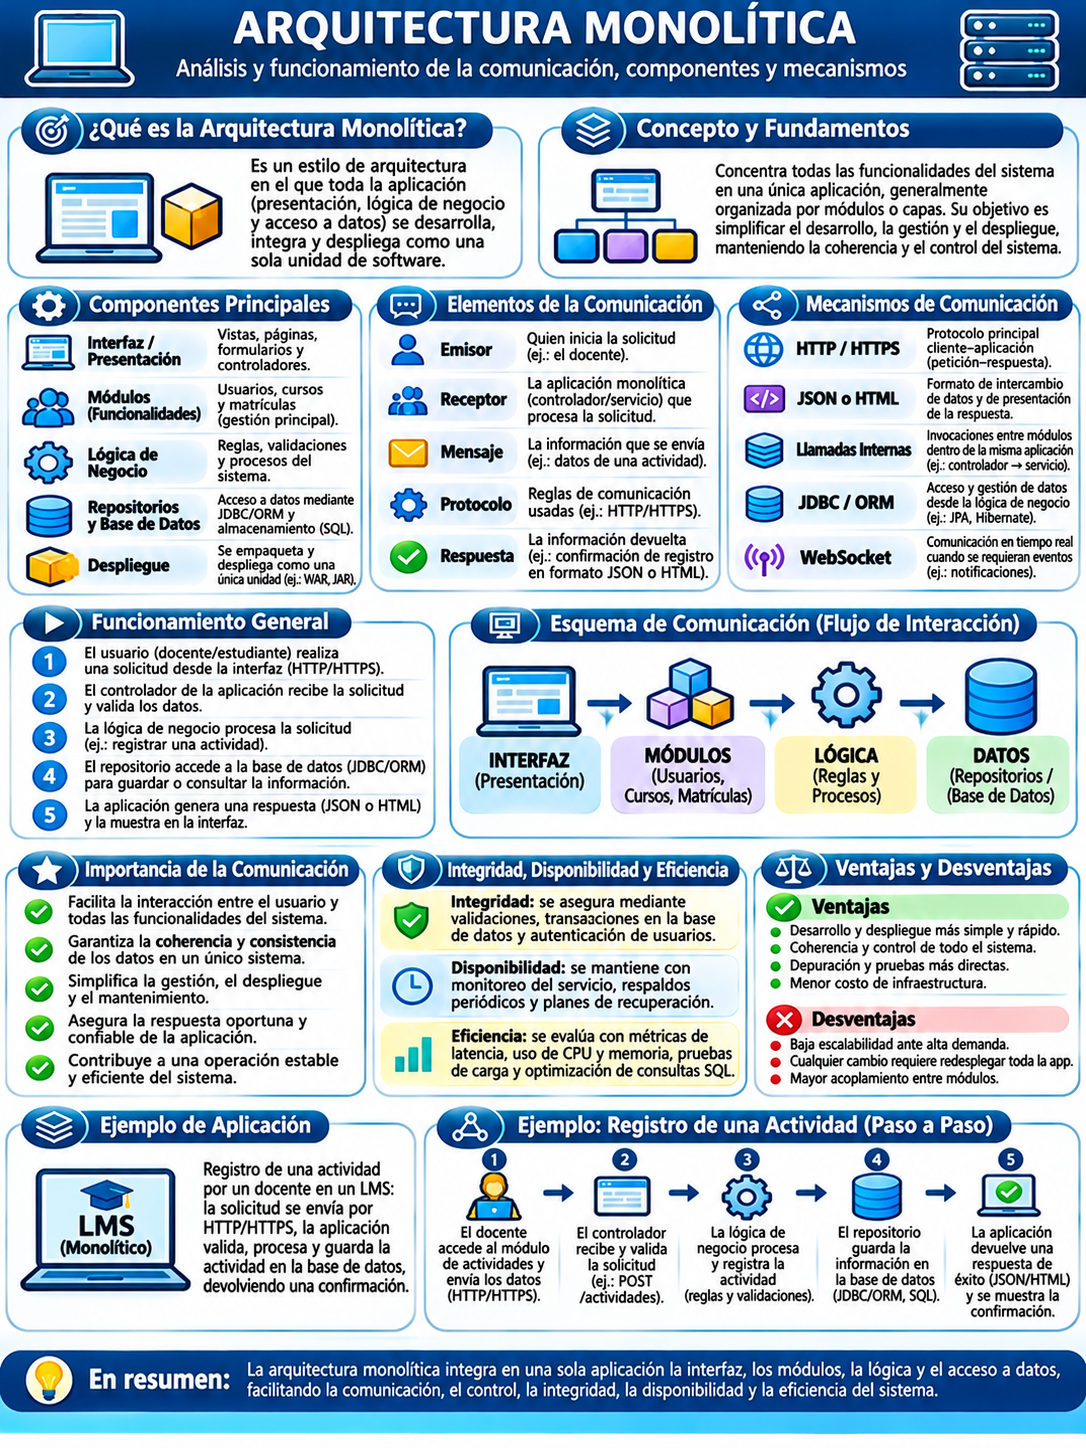 ARQUITECTURA MONOLÍTICA
Análisis y funcionamiento de la comunicación, componentes y mecanismos
¿Qué es la Arquitectura Monolítica?
Es un estilo de arquitectura
en el que toda la aplicación
(presentación, lógica de negocio
y acceso a datos) se desarrolla,
integra y despliega como una
sola unidad de software.
Concepto y Fundamentos
Concentra todas las funcionalidades del sistema
en una única aplicación, generalmente
organizada por módulos o capas. Su objetivo es
simplificar el desarrollo, la gestión y el despliegue,
manteniendo la coherencia y el control del sistema.
Componentes Principales
Interfaz /
Presentación
Vistas, páginas,
formularios y
controladores.
Módulos
(Funcionalidades)
Usuarios, cursos
y matrículas
(gestión principal).
Lógica de
Negocio
Reglas, validaciones
y procesos del
sistema.
Repositorios
y Base de Datos
Acceso a datos mediante
JDBC/ORM y
almacenamiento (SQL).
Despliegue
Se empaqueta y
despliega como una
única unidad (ej.: WAR, JAR).
Elementos de la Comunicación
Emisor
Quien inicia la solicitud
(ej.: el docente).
Receptor
La aplicación monolítica
(controlador/servicio) que
procesa la solicitud.
Mensaje
La información que se envía
(ej.: datos de una actividad).
Protocolo
Reglas de comunicación
usadas (ej.: HTTP/HTTPS).
Respuesta
La información devuelta
(ej.: confirmación de registro
en formato JSON o HTML).
Mecanismos de Comunicación
HTTP / HTTPS
Protocolo principal
cliente–aplicación
(petición–respuesta).
</>
JSON o HTML
Formato de intercambio
de datos y de presentación
de la respuesta.
Llamadas Internas
Invocaciones entre módulos
dentro de la misma aplicación
(ej.: controlador → servicio).
JDBC / ORM
Acceso y gestión de datos
desde la lógica de negocio
(ej.: JPA, Hibernate).
WebSocket
Comunicación en tiempo real
cuando se requieran eventos
(ej.: notificaciones).
Funcionamiento General
1
El usuario (docente/estudiante) realiza
una solicitud desde la interfaz (HTTP/HTTPS).
2
El controlador de la aplicación recibe la solicitud
y valida los datos.
3
La lógica de negocio procesa la solicitud
(ej.: registrar una actividad).
4
El repositorio accede a la base de datos (JDBC/ORM)
para guardar o consultar la información.
5
La aplicación genera una respuesta (JSON o HTML)
y la muestra en la interfaz.
Esquema de Comunicación (Flujo de Interacción)
INTERFAZ
(Presentación)
MÓDULOS
(Usuarios,
Cursos, Matrículas)
LÓGICA
(Reglas y
Procesos)
DATOS
(Repositorios /
(Base de Datos)
Importancia de la Comunicación
Facilita la interacción entre el usuario y
todas las funcionalidades del sistema.
Garantiza la coherencia y consistencia
de los datos en un único sistema.
Simplifica la gestión, el despliegue
y el mantenimiento.
Asegura la respuesta oportuna y
confiable de la aplicación.
Contribuye a una operación estable
y eficiente del sistema.
Integridad, Disponibilidad y Eficiencia
Integridad: se asegura mediante
validaciones, transacciones en la base
de datos y autenticación de usuarios.
Disponibilidad: se mantiene con
monitoreo del servicio, respaldos
periódicos y planes de recuperación.
Eficiencia: se evalúa con métricas de
latencia, uso de CPU y memoria, pruebas
de carga y optimización de consultas SQL.
Ventajas y Desventajas
Ventajas
Desarrollo y despliegue más simple y rápido.
Coherencia y control de todo el sistema.
Depuración y pruebas más directas.
Menor costo de infraestructura.
Desventajas
Baja escalabilidad ante alta demanda.
Cualquier cambio requiere redesplegar toda la app.
Mayor acoplamiento entre módulos.
Ejemplo de Aplicación
LMS
(Monolítico)
Registro de una actividad
por un docente en un LMS:
la solicitud se envía por
HTTP/HTTPS, la aplicación
valida, procesa y guarda la
actividad en la base de datos,
devolviendo una confirmación.
Ejemplo: Registro de una Actividad (Paso a Paso)
1
El docente
accede al módulo
de actividades y
envía los datos
(HTTP/HTTPS).
2
El controlador
recibe y valida
la solicitud
(ej.: POST
/actividades).
3
La lógica de
negocio procesa
y registra la
actividad
(reglas y validaciones).
4
El repositorio
guarda la
información en
la base de datos
(JDBC/ORM, SQL).
5
La aplicación
devuelve una
respuesta de
éxito (JSON/HTML)
y se muestra la
confirmación.
En resumen:
La arquitectura monolítica integra en una sola aplicación la interfaz, los módulos, la lógica y el acceso a datos,
facilitando la comunicación, el control, la integridad, la disponibilidad y la eficiencia del sistema.